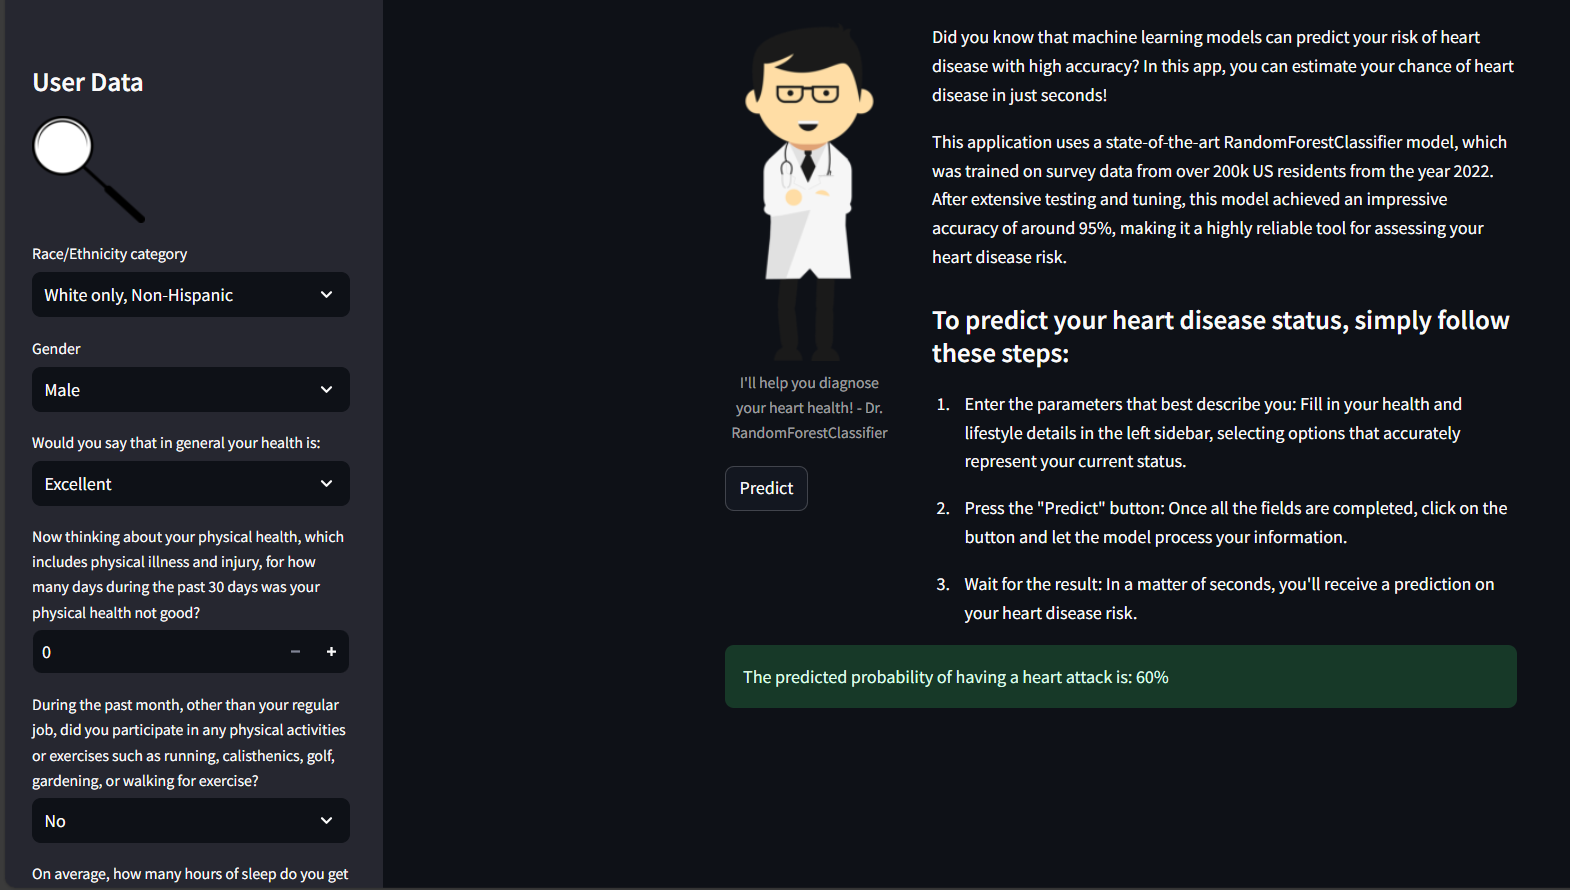 User Data
Race/Ethnicity category
White only, Non-Hispanic
Gender
Male
Would you say that in general your health is:
Excellent
Now thinking about your physical health, which
includes physical illness and injury, for how
many days during the past 30 days was your
physical health not good?
0
During the past month, other than your regular
job, did you participate in any physical activities
or exercises such as running, calisthenics, golf,
gardening, or walking for exercise?
No
On average, how many hours of sleep do you get
I'll help you diagnose
your heart health! - Dr.
RandomForestClassifier
Predict
Did you know that machine learning models can predict your risk of heart
disease with high accuracy? In this app, you can estimate your chance of heart
disease in just seconds!
This application uses a state-of-the-art RandomForestClassifier model, which
was trained on survey data from over 200k US residents from the year 2022.
After extensive testing and tuning, this model achieved an impressive
accuracy of around 95%, making it a highly reliable tool for assessing your
heart disease risk.
To predict your heart disease status, simply follow
these steps:
1. Enter the parameters that best describe you: Fill in your health and
lifestyle details in the left sidebar, selecting options that accurately
represent your current status.
2. Press the "Predict" button: Once all the fields are completed, click on the
button and let the model process your information.
3. Wait for the result: In a matter of seconds, you'll receive a prediction on
your heart disease risk.
The predicted probability of having a heart attack is: 60%